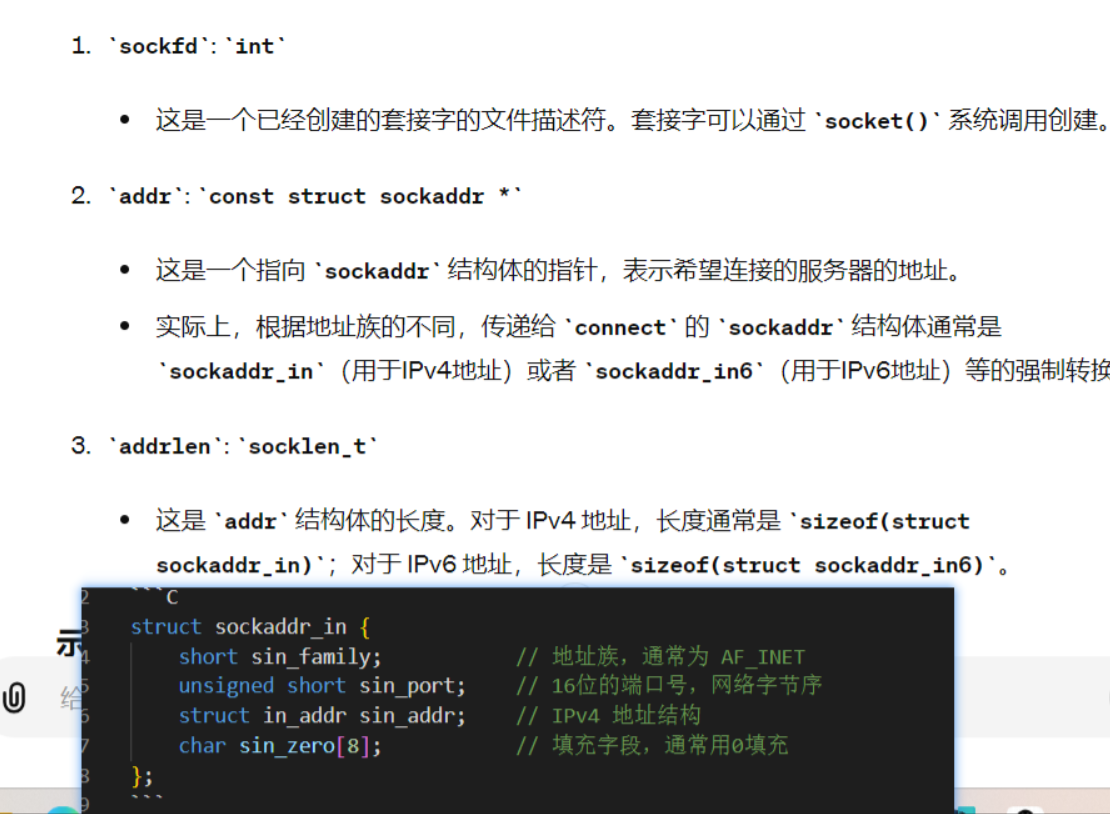 1. `sockfd`: `int`
• 这是一个已经创建的套接字的文件描述符。套接字可以通过 `socket()` 系统调用创建。
2. `addr`: `const struct sockaddr *`
• 这是一个指向 `sockaddr` 结构体的指针，表示希望连接的服务器的地址。
• 实际上，根据地址族的不同，传递给 `connect` 的 `sockaddr` 结构体通常是
`sockaddr_in`（用于IPv4地址）或者 `sockaddr_in6`（用于IPv6地址）等的强制转换
3. `addrlen`: `socklen_t`
• 这是 `addr` 结构体的长度。对于 IPv4 地址，长度通常是 `sizeof(struct
sockaddr_in)`；对于 IPv6 地址，长度是 `sizeof(struct sockaddr_in6)`。
2 ```C
3 struct sockaddr_in {
4 short sin_family; // 地址族，通常为 AF_INET
5 unsigned short sin_port; // 16位的端口号，网络字节序
6 struct in_addr sin_addr; // IPv4 地址结构
7 char sin_zero[8]; // 填充字段，通常用0填充
8 };
9 ```
示
给